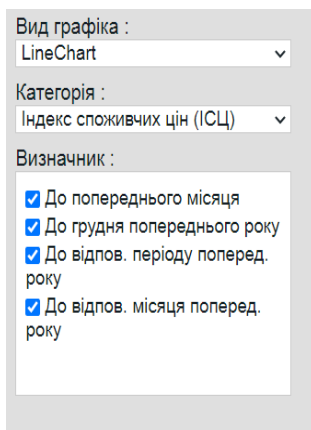 Вид графіка :
LineChart
Категорія :
Індекс споживчих цін (ІСЦ)
Визначник :
До попереднього місяця
До грудня попереднього року
До відпов. періоду поперед.
року
До відпов. місяця поперед.
року